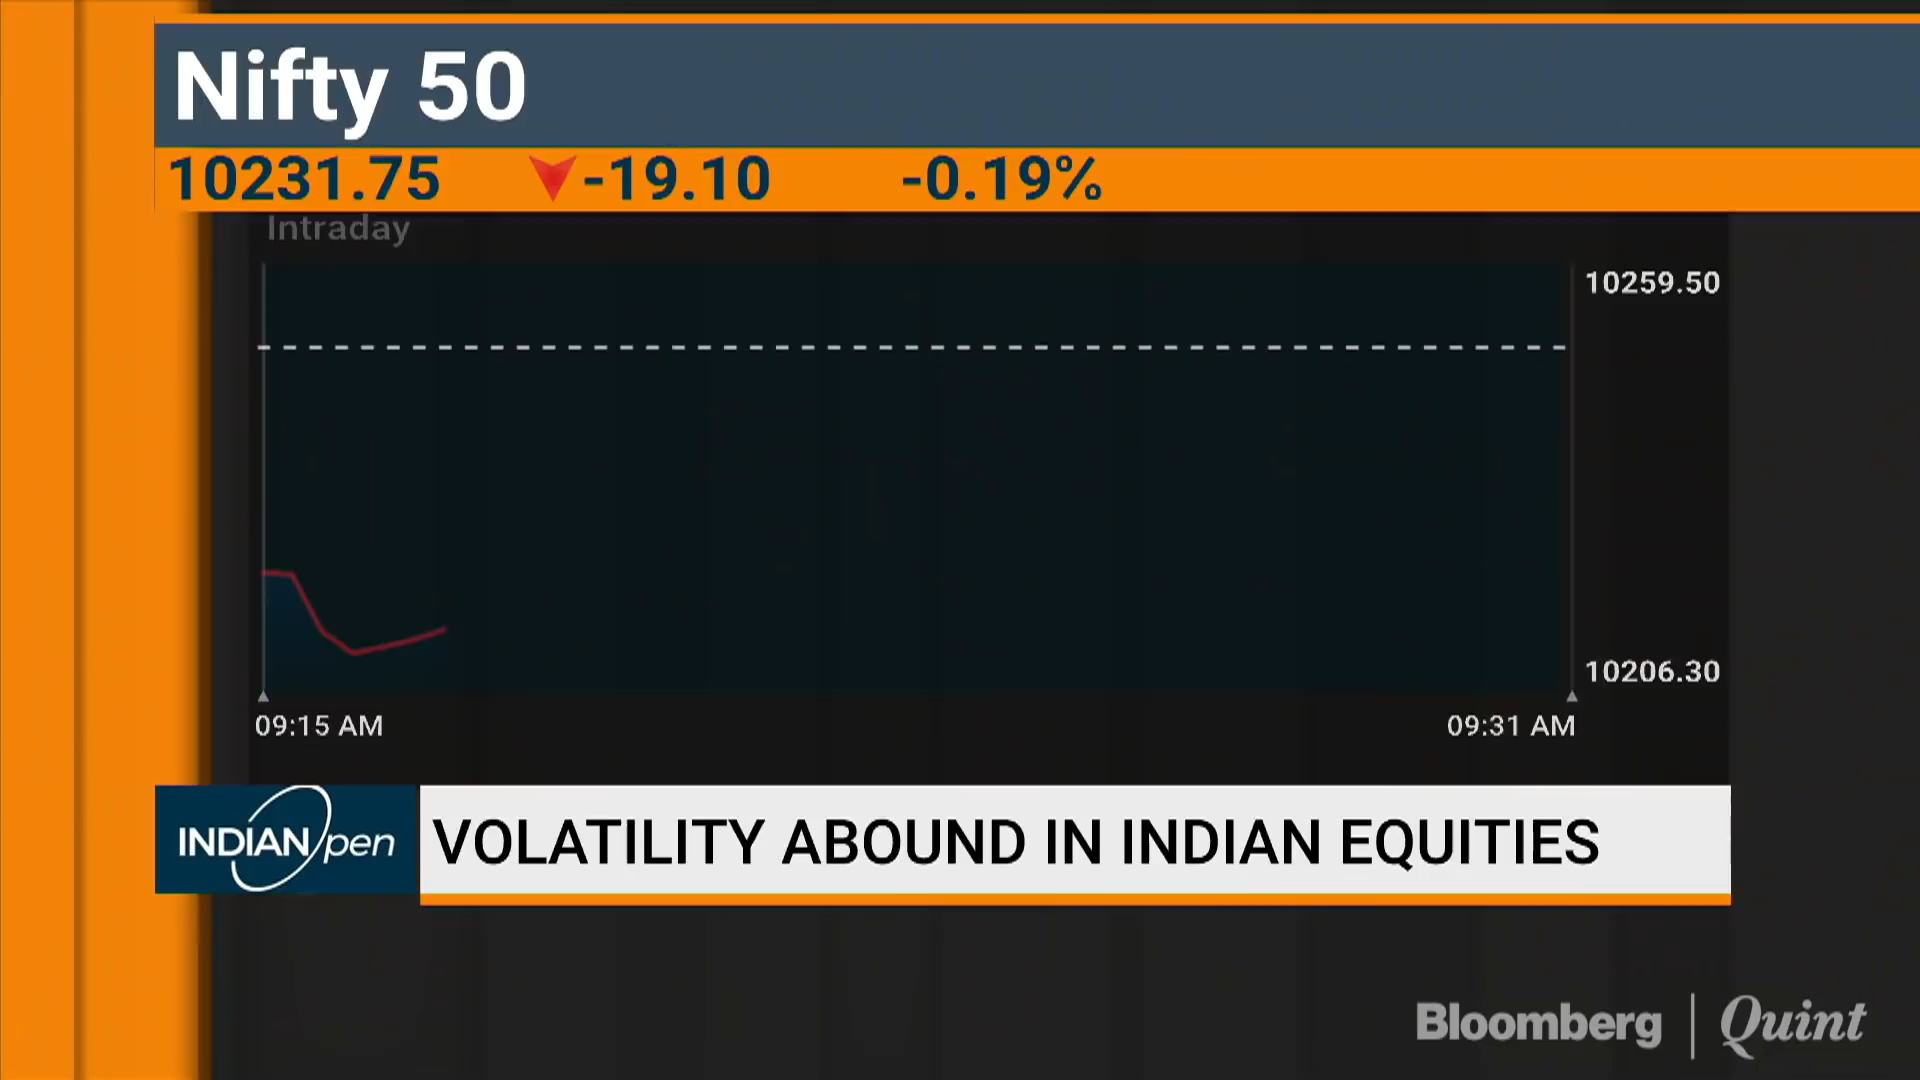 Nifty 50
10231.75 -19.10 -0.19%
Intraday
10259.50
10206.30
09:15 AM 09:31 AM
INDIAN Open VOLATILITY ABOUND IN INDIAN EQUITIES
Bloomberg | Quint